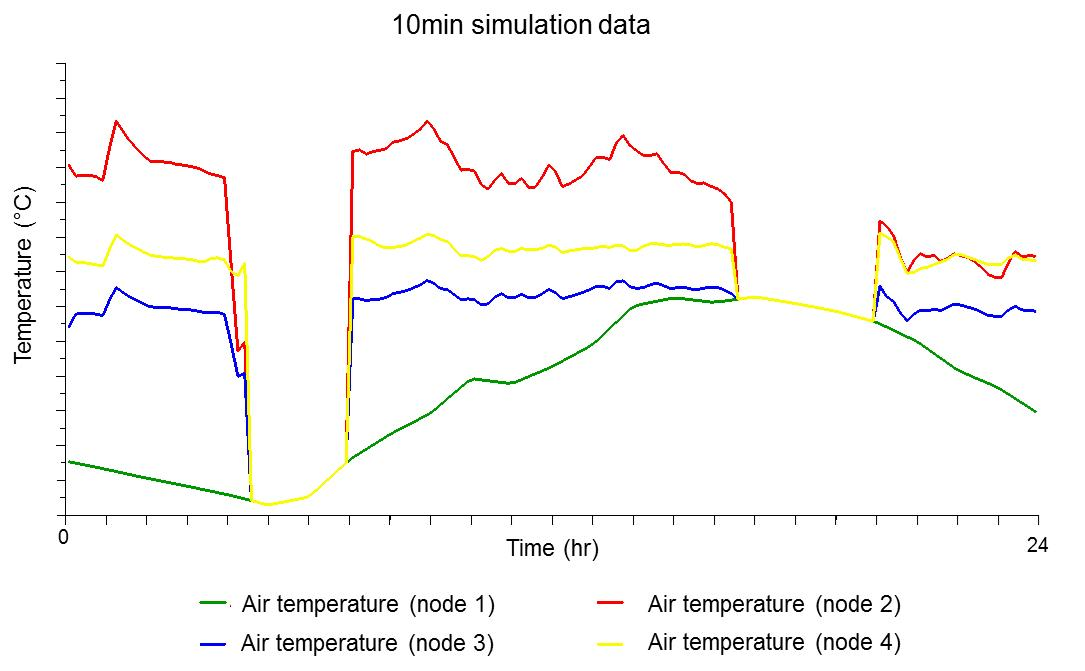 10min simulation data
Temperature (°C)
0
24
Time (hr)
Air temperature (node 1)
Air temperature (node 2)
Air temperature (node 3)
Air temperature (node 4)